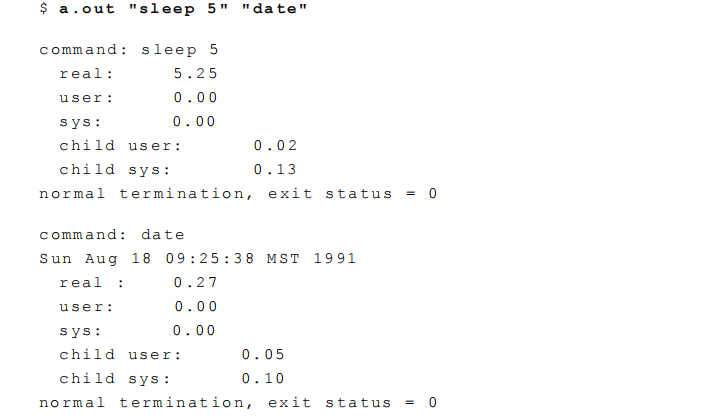 $ a.out "sleep 5" "date"
command: sleep 5
real: 5.25
user: 0.00
sys: 0.00
child user: 0.02
child sys: 0.13
normal termination, exit status = 0
command: date
Sun Aug 18 09:25:38 MST 1991
real : 0.27
user: 0.00
sys: 0.00
child user: 0.05
child sys: 0.10
normal termination, exit status = 0